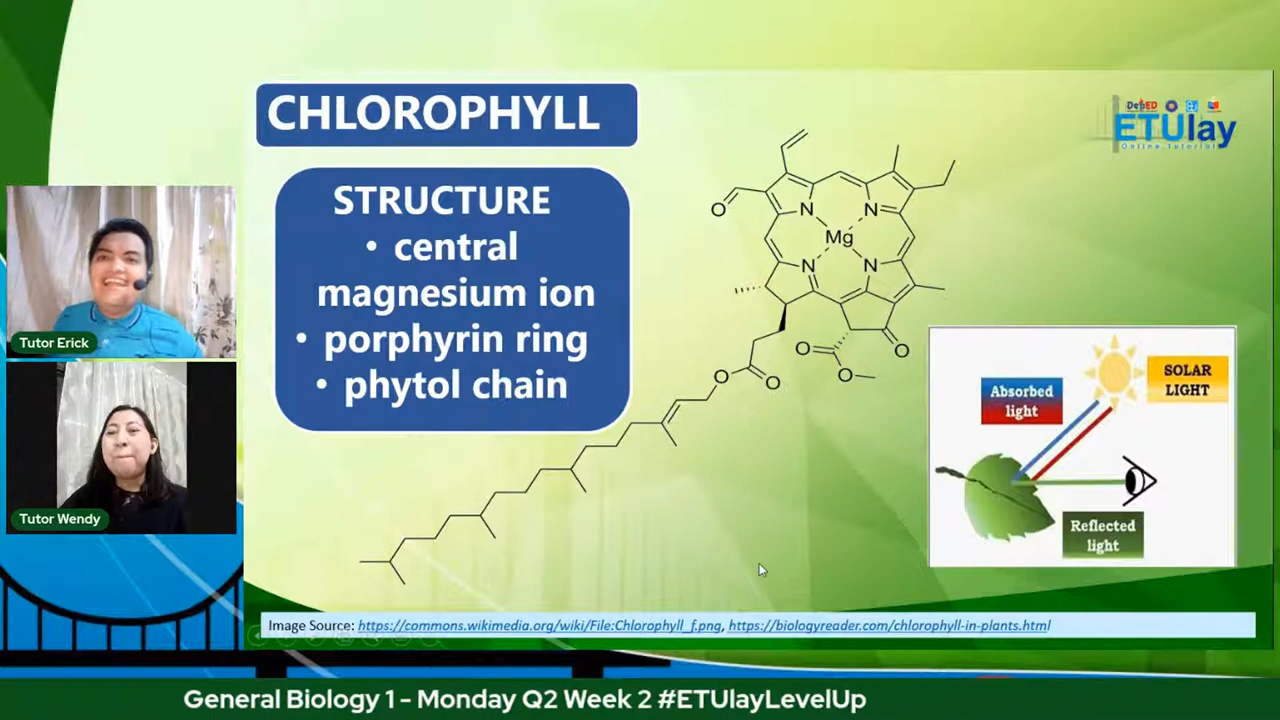 CHLOROPHYLL
STRUCTURE
• central
magnesium ion
• porphyrin ring
• phytol chain
DepED
ETUlay
Online Tutorial
O
N
N
Mg
N
N
O
O
O
O
O
Absorbed
light
SOLAR
LIGHT
Reflected
light
Tutor Erick
Tutor Wendy
Image Source: https://commons.wikimedia.org/wiki/File:Chlorophyll_f.png, https://biologyreader.com/chlorophyll-in-plants.html
General Biology 1 - Monday Q2 Week 2 #ETUlayLevelUp